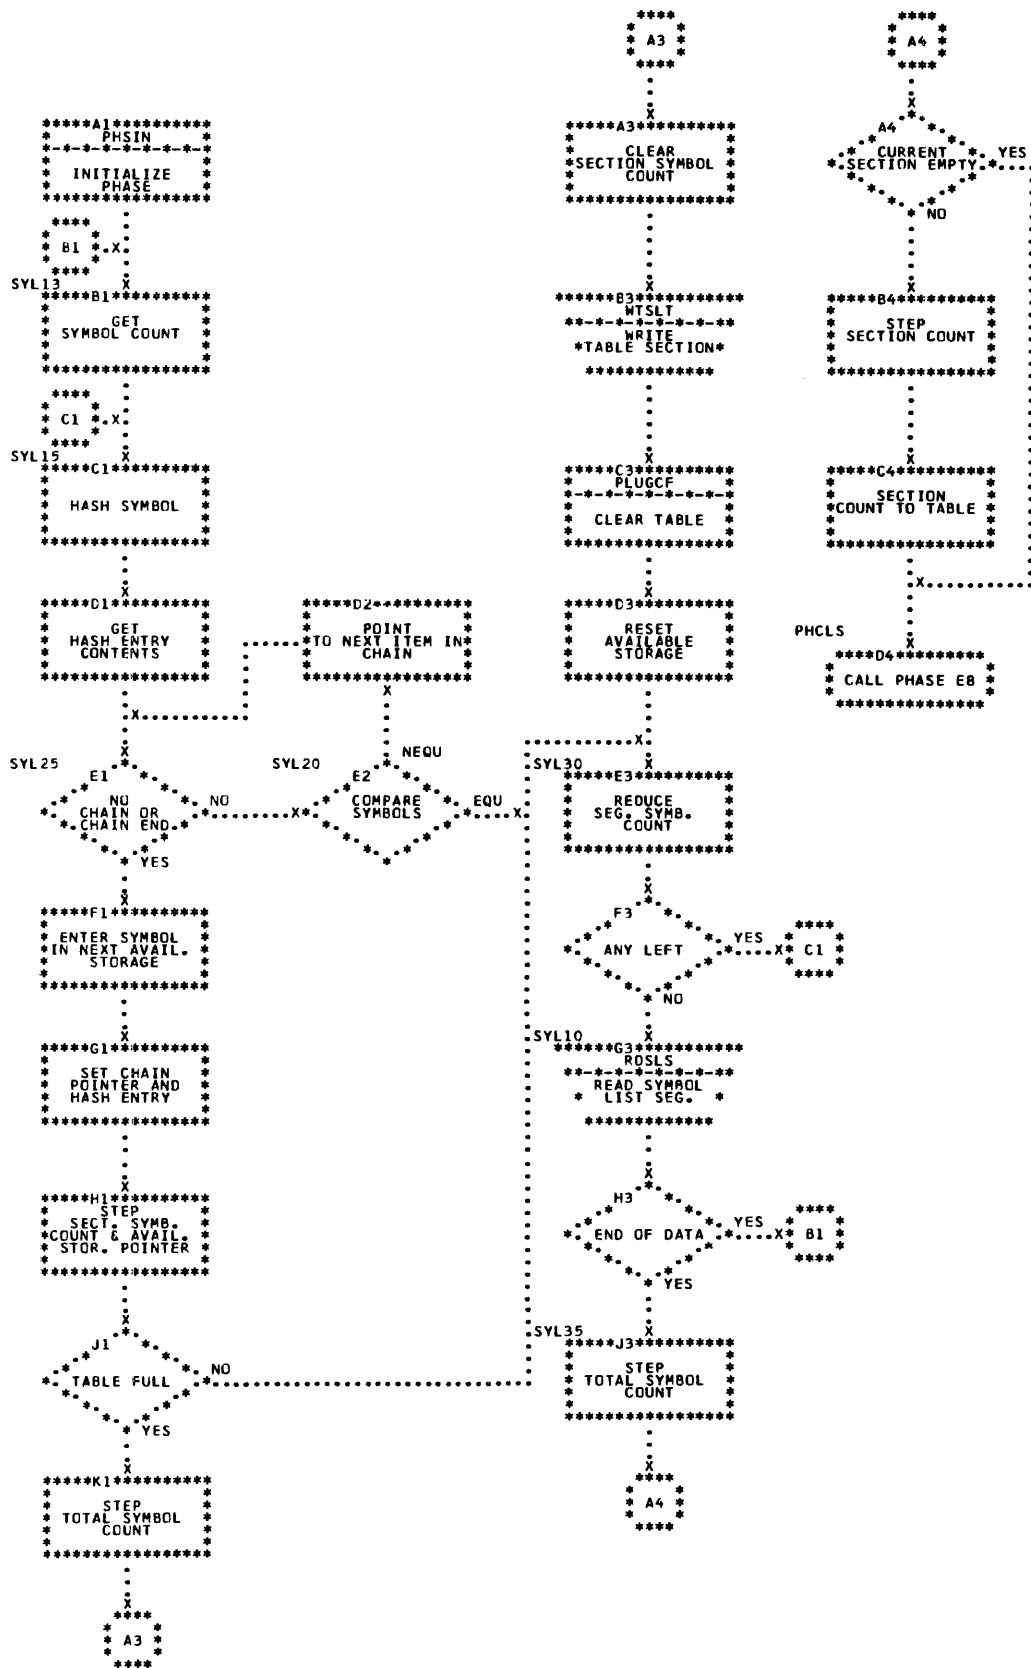 A1
PHSIN
INITIALIZE
PHASE
B1
SYL13
B1
GET
SYMBOL COUNT
C1
SYL15
C1
HASH SYMBOL
D1
GET
HASH ENTRY
CONTENTS
SYL25
E1
NO
CHAIN OR
CHAIN END
NO
YES
F1
ENTER SYMBOL
IN NEXT AVAIL.
STORAGE
G1
SET CHAIN
POINTER AND
HASH ENTRY
H1
STEP
SECT. SYMB.
COUNT & AVAIL.
STOR. POINTER
J1
TABLE FULL
NO
YES
K1
STEP
TOTAL SYMBOL
COUNT
A3
D2
POINT
TO NEXT ITEM IN
CHAIN
NEQU
SYL20
E2
COMPARE
SYMBOLS
EQU
A3
A3
CLEAR
SECTION SYMBOL
COUNT
B3
WTSLT
WRITE
TABLE SECTION
C3
PLUGCF
CLEAR TABLE
D3
RESET
AVAILABLE
STORAGE
SYL30
E3
REDUCE
SEG. SYMB.
COUNT
F3
ANY LEFT
YES
C1
NO
SYL10
G3
RDSLS
READ SYMBOL
LIST SEG.
H3
END OF DATA
YES
B1
YES
SYL35
J3
STEP
TOTAL SYMBOL
COUNT
A4
A4
A4
CURRENT
SECTION EMPTY
YES
NO
B4
STEP
SECTION COUNT
C4
SECTION
COUNT TO TABLE
PHCLS
D4
CALL PHASE E8